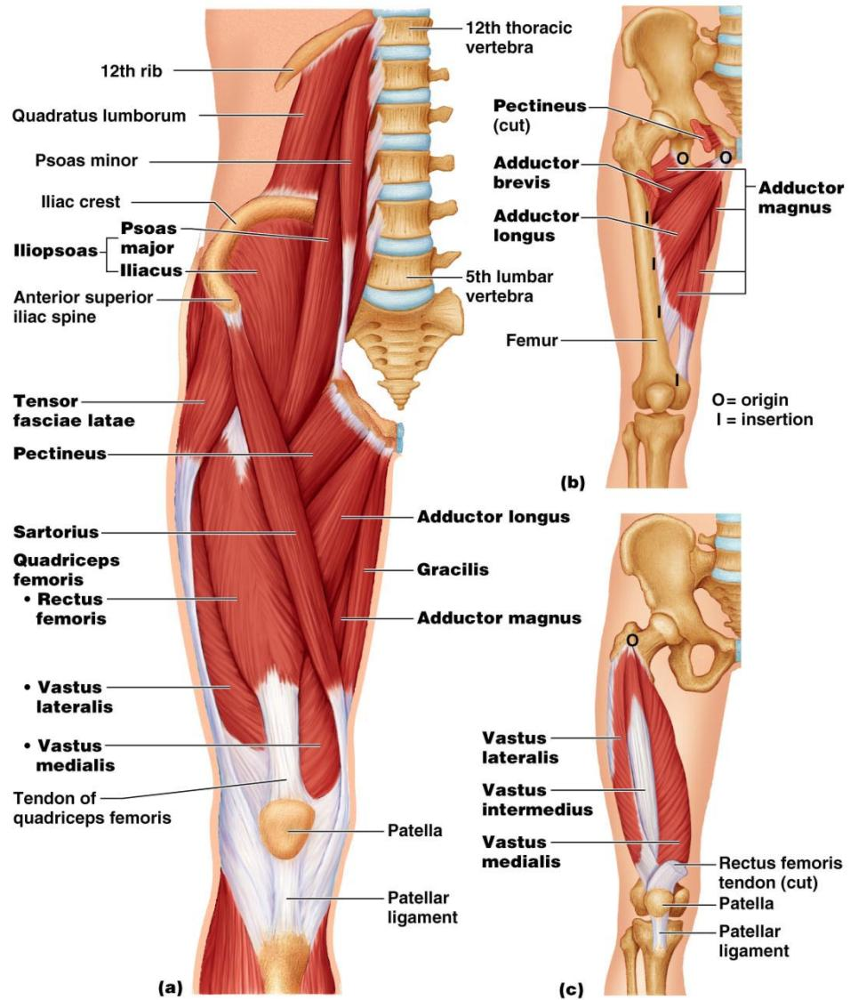 12th rib
Quadratus lumborum
Psoas minor
Iliac crest
Psoas
major
Iliopsoas
Iliacus
Anterior superior
iliac spine
Tensor
fasciae latae
Pectineus
Sartorius
Quadriceps
femoris
• Rectus
femoris
• Vastus
lateralis
• Vastus
medialis
Tendon of
quadriceps femoris
12th thoracic
vertebra
5th lumbar
vertebra
Adductor longus
Gracilis
Adductor magnus
Patella
Patellar
ligament
(a)
Pectineus
(cut)
Adductor
brevis
Adductor
longus
Femur
O
O
I
I
I
I
Adductor
magnus
O = origin
I = insertion
(b)
O
Vastus
lateralis
Vastus
intermedius
Vastus
medialis
Rectus femoris
tendon (cut)
Patella
Patellar
ligament
(c)